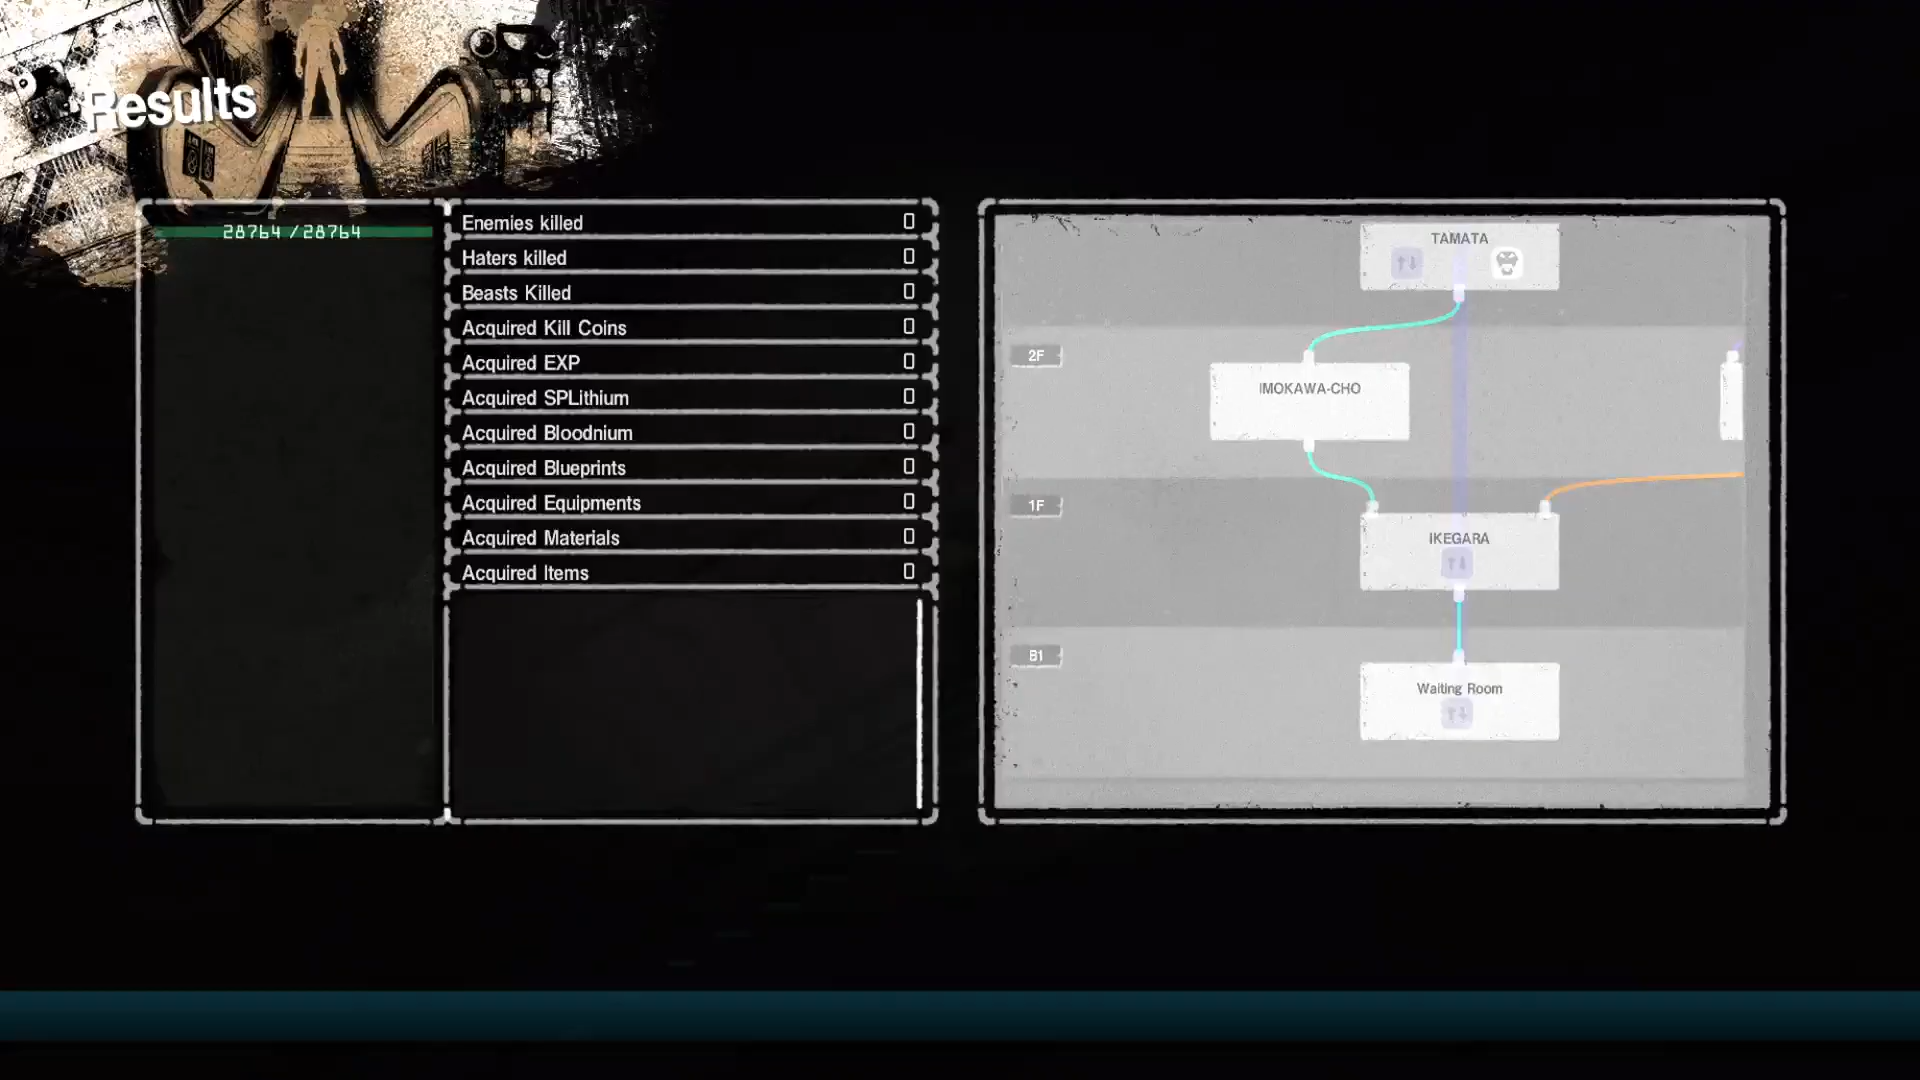 Results
28764 / 28764
Enemies killed 0
Haters killed 0
Beasts Killed 0
Acquired Kill Coins 0
Acquired EXP 0
Acquired SPLithium 0
Acquired Bloodnium 0
Acquired Blueprints 0
Acquired Equipments 0
Acquired Materials 0
Acquired Items 0
TAMATA
2F
IMOKAWA-CHO
1F
IKEGARA
B1
Waiting Room